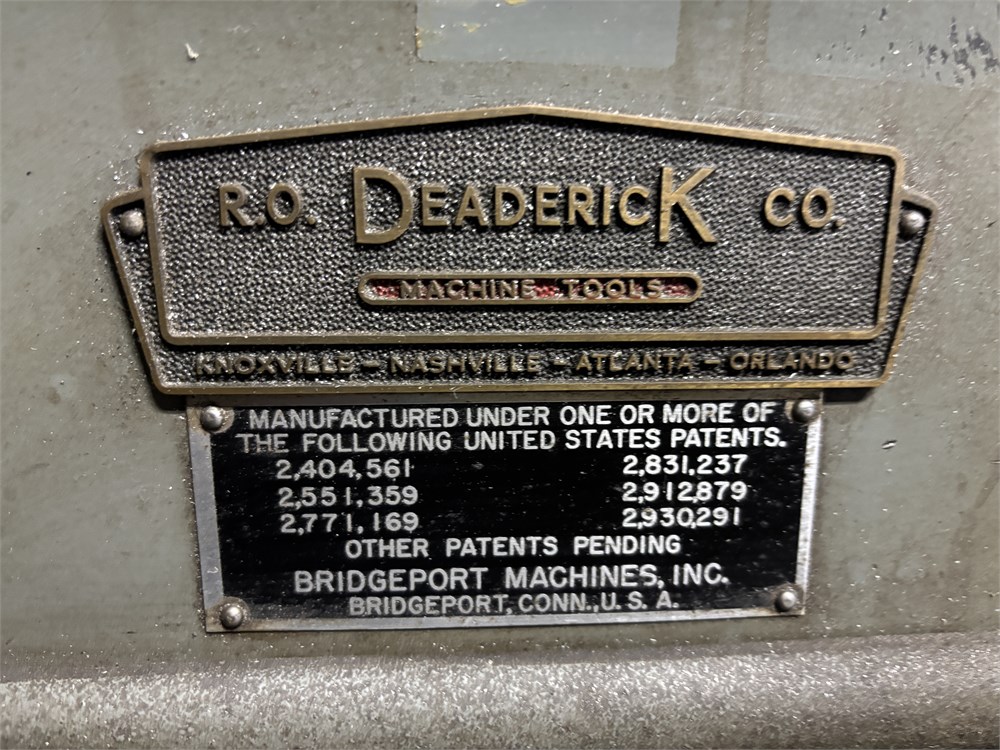 R.O. DEADERICK CO.
MACHINE TOOLS
KNOXVILLE - NASHVILLE - ATLANTA - ORLANDO
MANUFACTURED UNDER ONE OR MORE OF
THE FOLLOWING UNITED STATES PATENTS.
2,404,561 2,831,237
2,551,359 2,912,879
2,771,169 2,930,291
OTHER PATENTS PENDING
BRIDGEPORT MACHINES, INC.
BRIDGEPORT, CONN., U. S. A.